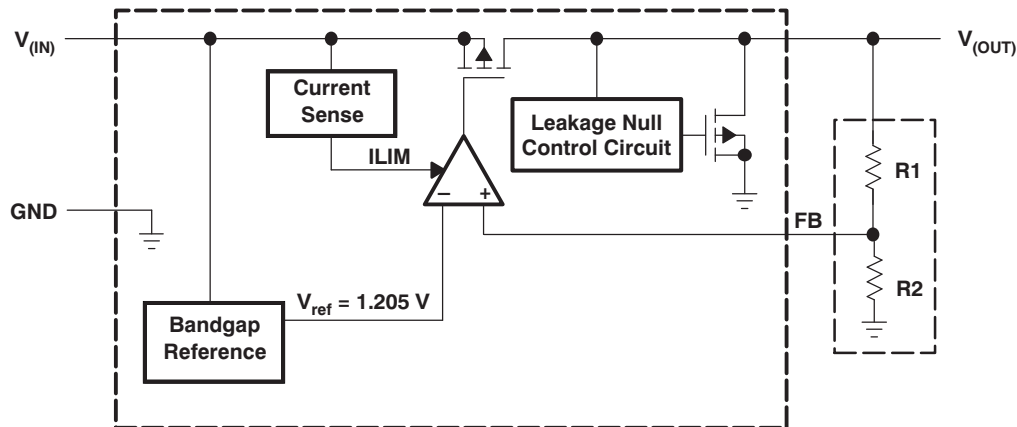 V(IN)
V(OUT)
Current
Sense
Leakage Null
Control Circuit
ILIM
R1
−
+
GND
FB
R2
Vref = 1.205 V
Bandgap
Reference